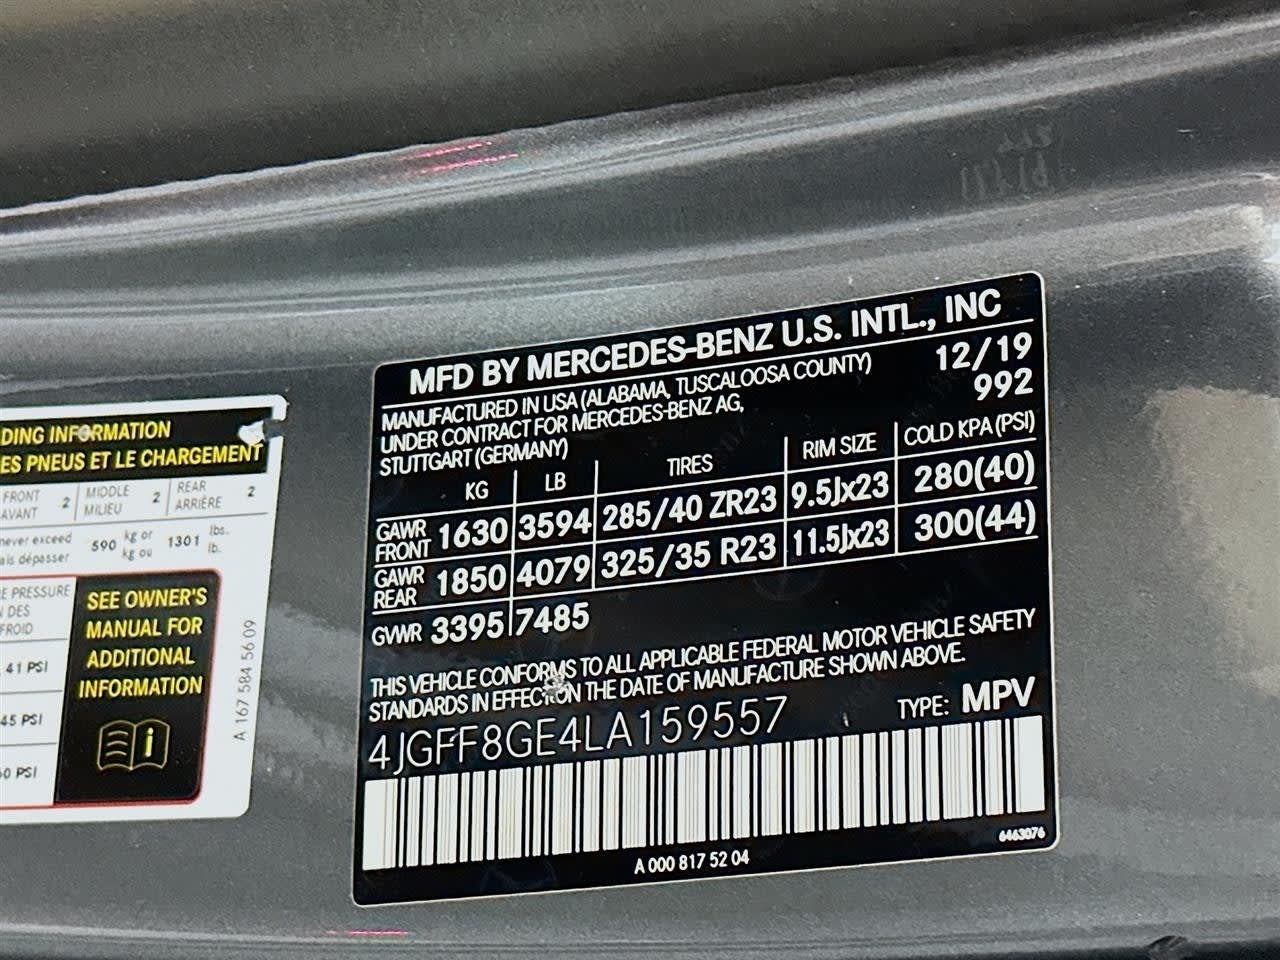 DING INFORMATION
ES PNEUS ET LE CHARGEMENT
FRONT
AVANT 2
MIDDLE
MILIEU 2
REAR
ARRIÈRE 2
never exceed
ais dépasser
590 kg or
kg ou
1301 lbs.
lb.
E PRESSURE
DES
FROID
41 PSI
45 PSI
60 PSI
SEE OWNER'S
MANUAL FOR
ADDITIONAL
INFORMATION
i
A 167 584 56 09
MFD BY MERCEDES-BENZ U.S. INTL., INC
MANUFACTURED IN USA (ALABAMA, TUSCALOOSA COUNTY) 12/19
UNDER CONTRACT FOR MERCEDES-BENZ AG, 992
STUTTGART (GERMANY)
KG LB TIRES RIM SIZE COLD KPA (PSI)
GAWR
FRONT 1630 3594 285/40 ZR23 9.5Jx23 280(40)
GAWR
REAR 1850 4079 325/35 R23 11.5Jx23 300(44)
GVWR 3395 7485
THIS VEHICLE CONFORMS TO ALL APPLICABLE FEDERAL MOTOR VEHICLE SAFETY
STANDARDS IN EFFECT ON THE DATE OF MANUFACTURE SHOWN ABOVE.
4JGFF8GE4LA159557 TYPE: MPV
6463076
A 000 817 52 04